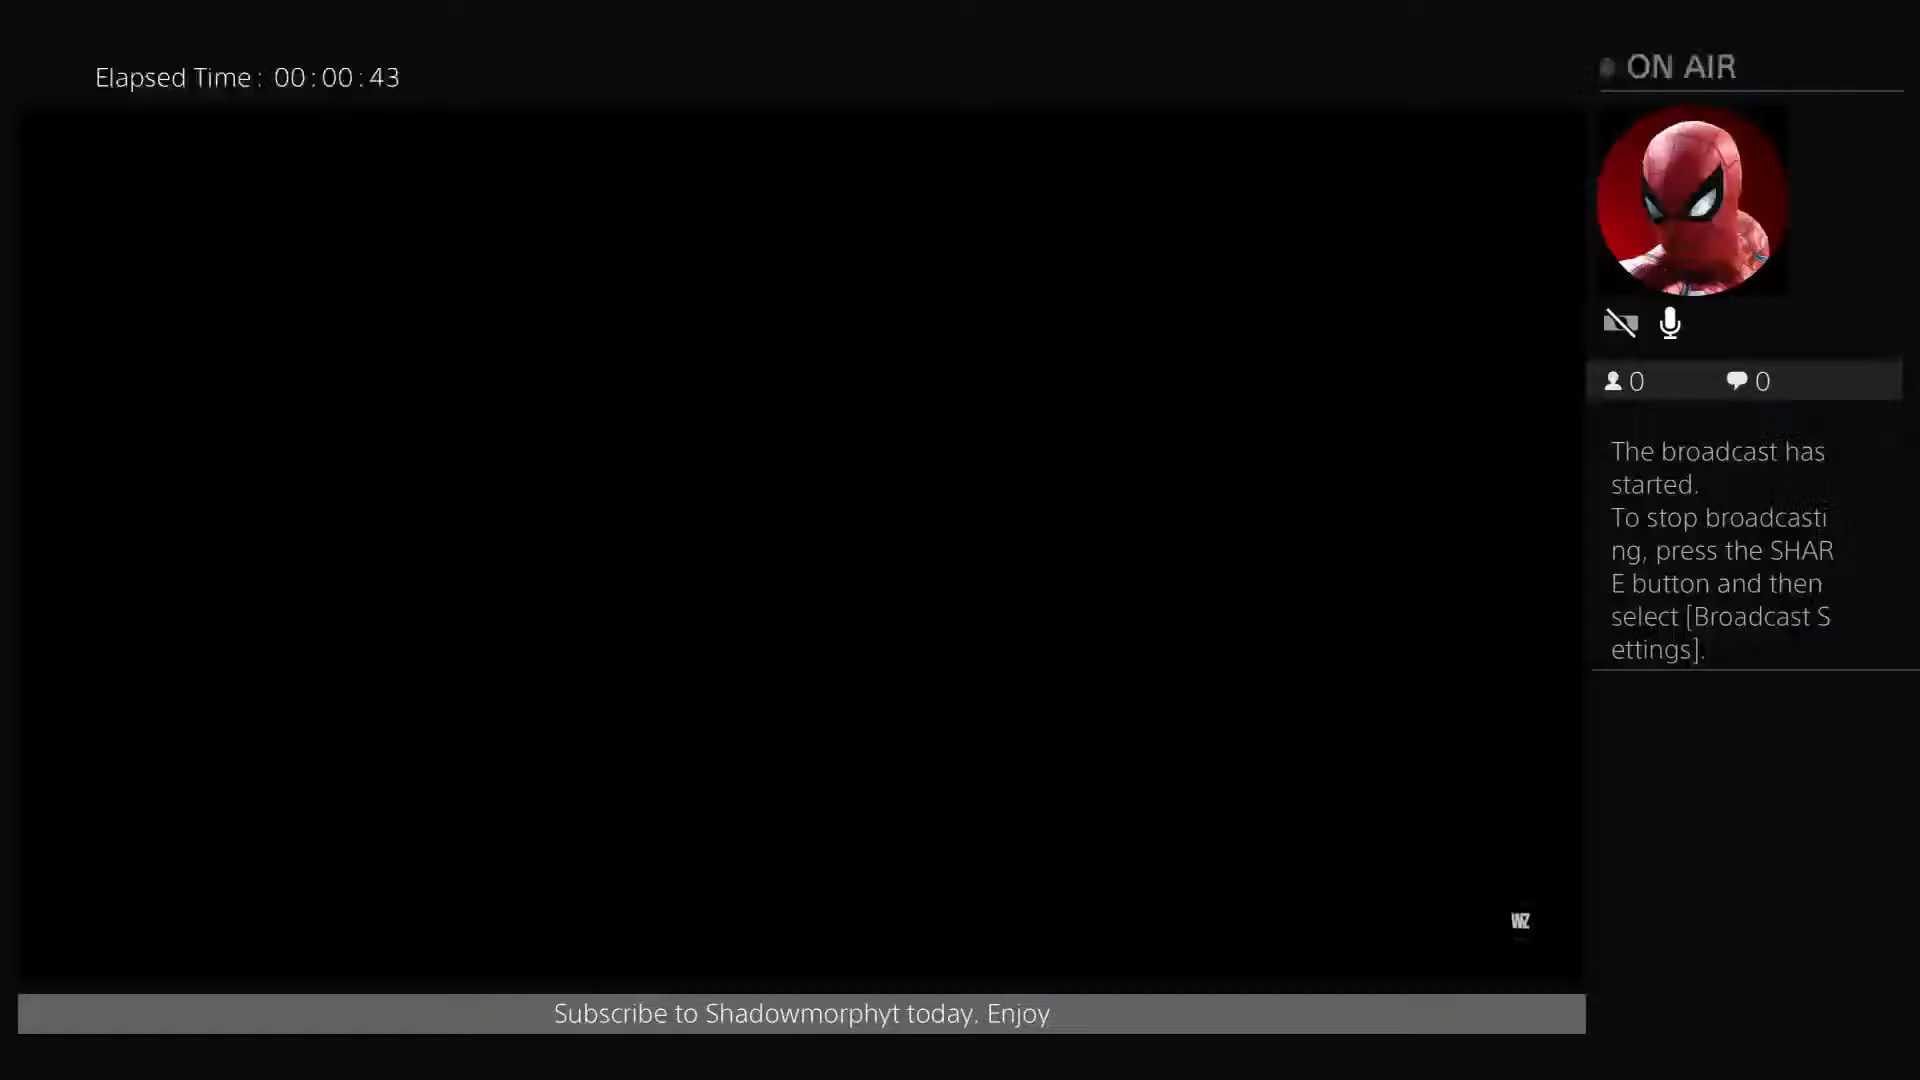 Elapsed Time: 00:00:43
ON AIR
0 0
The broadcast has
started.
To stop broadcasti
ng, press the SHAR
E button and then
select [Broadcast S
ettings].
WZ
Subscribe to Shadowmorphyt today. Enjoy